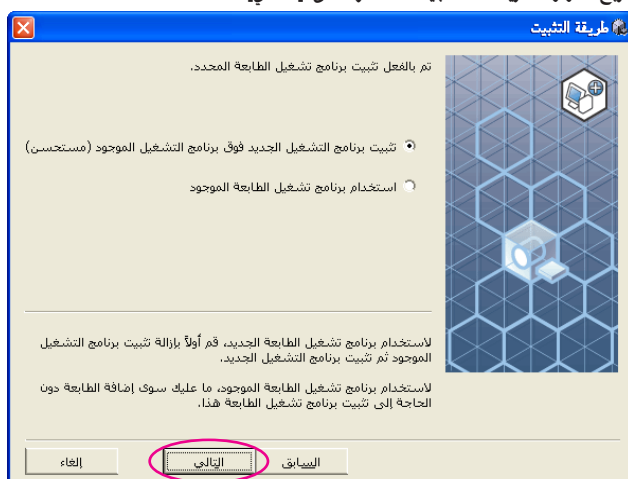 طريقة التثبيت
تم بالفعل تثبيت برنامج تشغيل الطابعة المحدد.
تثبيت برنامج التشغيل الجديد فوق برنامج التشغيل الموجود (مستحسن)
استخدام برنامج تشغيل الطابعة الموجود
لاستخدام برنامج تشغيل الطابعة الجديد، قم أولاً بإزالة تثبيت برنامج التشغيل
الموجود ثم تثبيت برنامج التشغيل الجديد.
لاستخدام برنامج تشغيل الطابعة الموجود، ما عليك سوى إضافة الطابعة دون
الحاجة إلى تثبيت برنامج تشغيل الطابعة هذا.
السابق
التالي
إلغاء